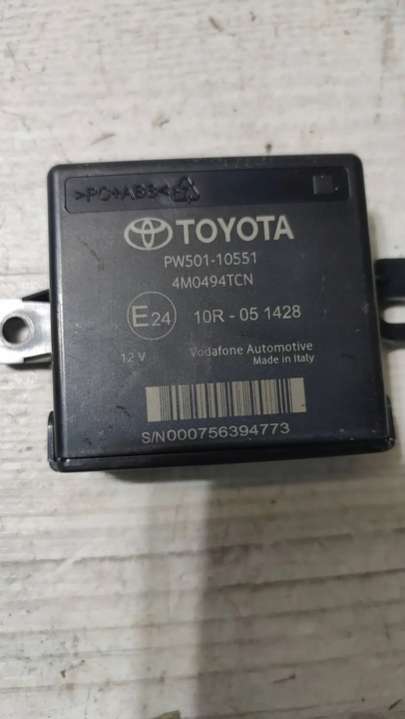 >PC+ABS<
TOYOTA
PW501-10551
4M0494TCN
E24 10R - 05 1428
12 V Vodafone Automotive
Made in Italy
S/N000756394773